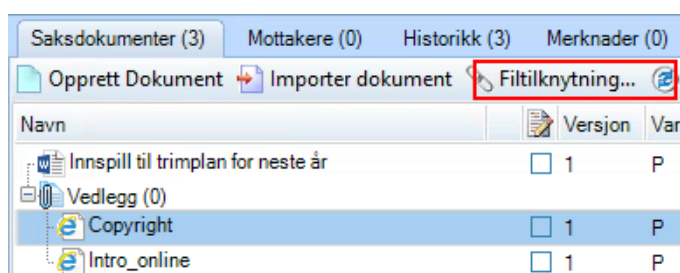 Saksdokumenter (3) Mottakere (0) Historikk (3) Merknader (0)
Opprett Dokument Importer dokument Filtilknytning...
Navn Versjon
Innspill til trimplan for neste år 1 P
Vedlegg (0)
Copyright 1 P
Intro_online 1 P